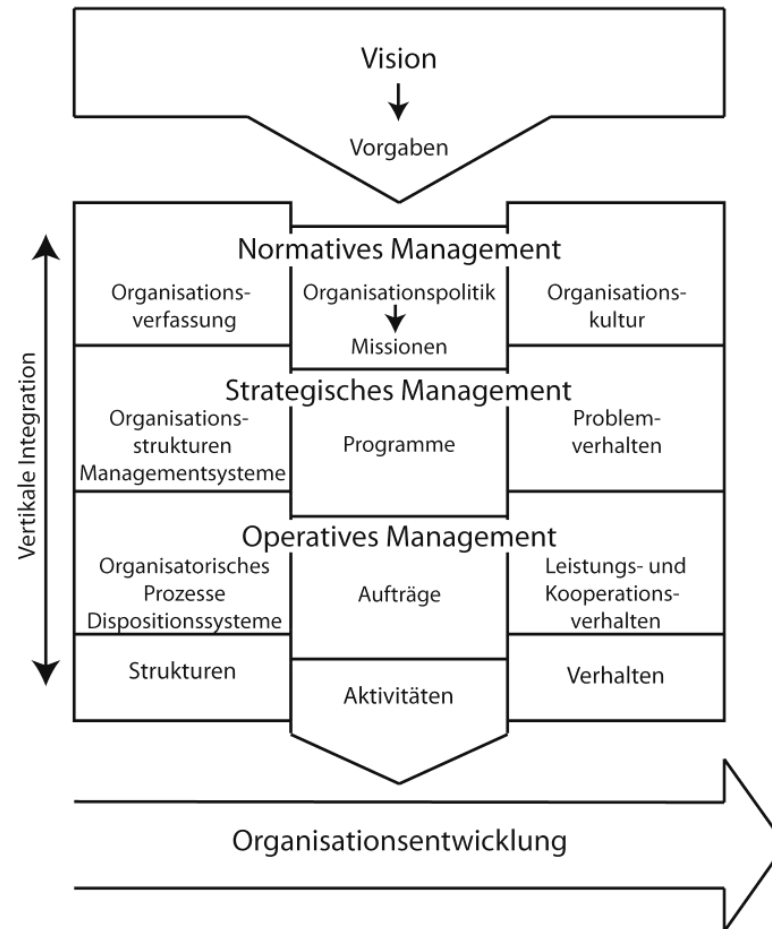 Vision
Vorgaben
Normatives Management
Organisations-
verfassung
Organisationspolitik
Missionen
Organisations-
kultur
Strategisches Management
Organisations-
strukturen
Managementsysteme
Programme
Problem-
verhalten
Operatives Management
Organisatorisches
Prozesse
Dispositionssysteme
Aufträge
Leistungs- und
Kooperations-
verhalten
Strukturen
Aktivitäten
Verhalten
Vertikale Integration
Organisationsentwicklung